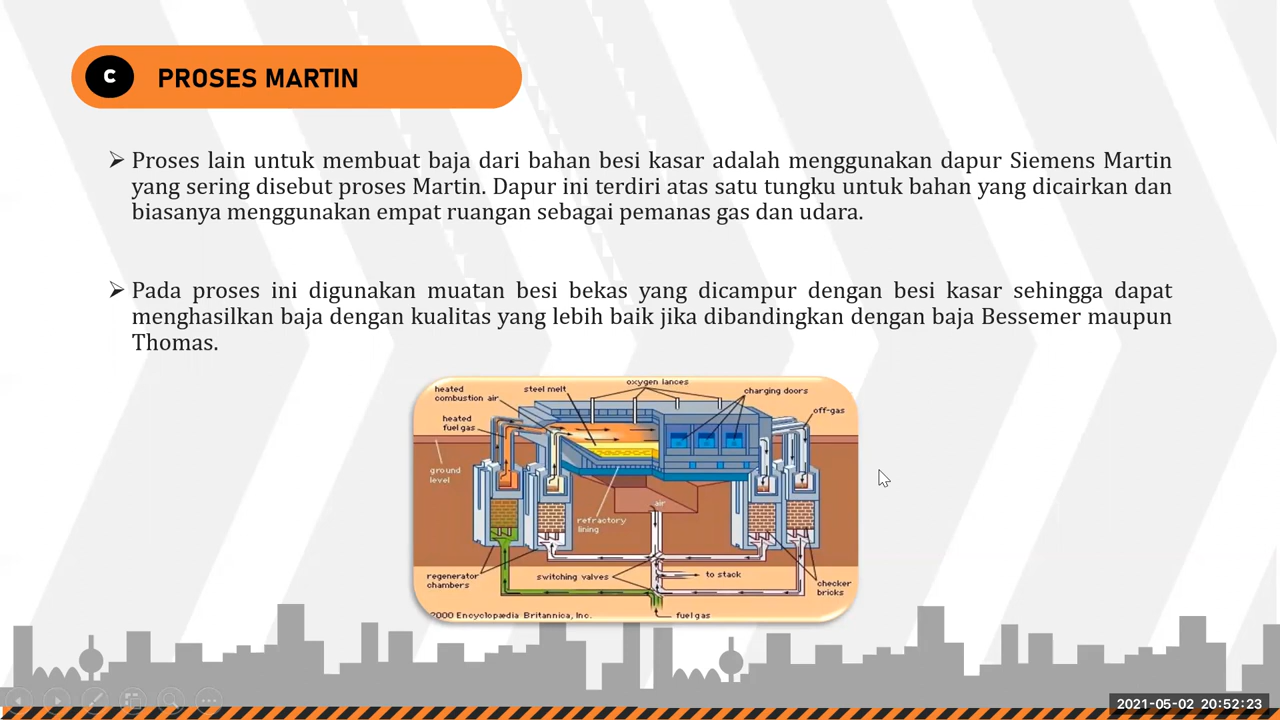 C PROSES MARTIN
➢ Proses lain untuk membuat baja dari bahan besi kasar adalah menggunakan dapur Siemens Martin
yang sering disebut proses Martin. Dapur ini terdiri atas satu tungku untuk bahan yang dicairkan dan
biasanya menggunakan empat ruangan sebagai pemanas gas dan udara.
➢ Pada proses ini digunakan muatan besi bekas yang dicampur dengan besi kasar sehingga dapat
menghasilkan baja dengan kualitas yang lebih baik jika dibandingkan dengan baja Bessemer maupun
Thomas.
heated
combustion air
steel melt
oxygen lances
charging doors
off-gas
heated
fuel gas
ground
level
air
refractory
lining
regenerator
chambers
switching valves
to stack
checker
bricks
2000 Encyclopædia Britannica, Inc.
fuel gas
2021-05-02 20:52:23